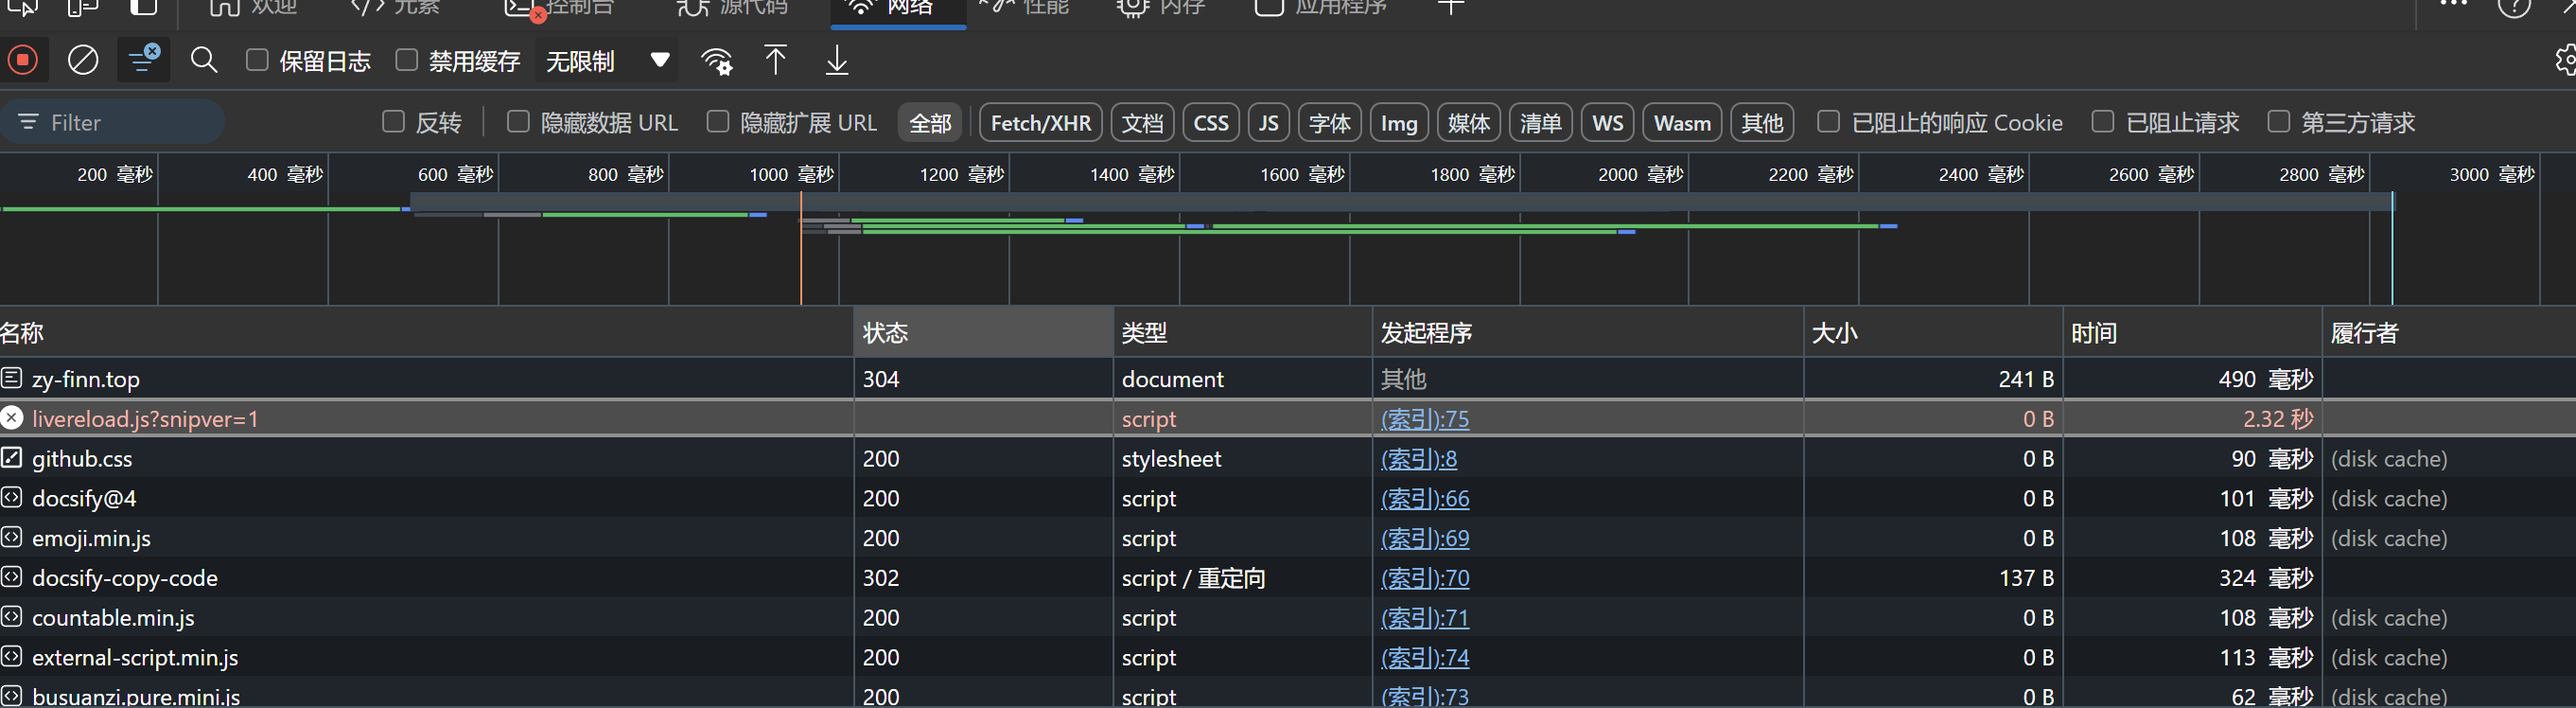 欢迎 元素 控制台 源代码 网络 性能 内存 应用程序
保留日志 禁用缓存 无限制
Filter 反转 隐藏数据 URL 隐藏扩展 URL 全部 Fetch/XHR 文档 CSS JS 字体 Img 媒体 清单 WS Wasm 其他 已阻止的响应 Cookie 已阻止请求 第三方请求
200 毫秒 400 毫秒 600 毫秒 800 毫秒 1000 毫秒 1200 毫秒 1400 毫秒 1600 毫秒 1800 毫秒 2000 毫秒 2200 毫秒 2400 毫秒 2600 毫秒 2800 毫秒 3000 毫秒
名称 状态 类型 发起程序 大小 时间 履行者
zy-finn.top 304 document 其他 241 B 490 毫秒
livereload.js?snipver=1 script (索引):75 0 B 2.32 秒
github.css 200 stylesheet (索引):8 0 B 90 毫秒 (disk cache)
docsify@4 200 script (索引):66 0 B 101 毫秒 (disk cache)
emoji.min.js 200 script (索引):69 0 B 108 毫秒 (disk cache)
docsify-copy-code 302 script / 重定向 (索引):70 137 B 324 毫秒
countable.min.js 200 script (索引):71 0 B 108 毫秒 (disk cache)
external-script.min.js 200 script (索引):74 0 B 113 毫秒 (disk cache)
busuanzi.pure.mini.js 200 script (索引):73 0 B 62 毫秒 (disk cache)